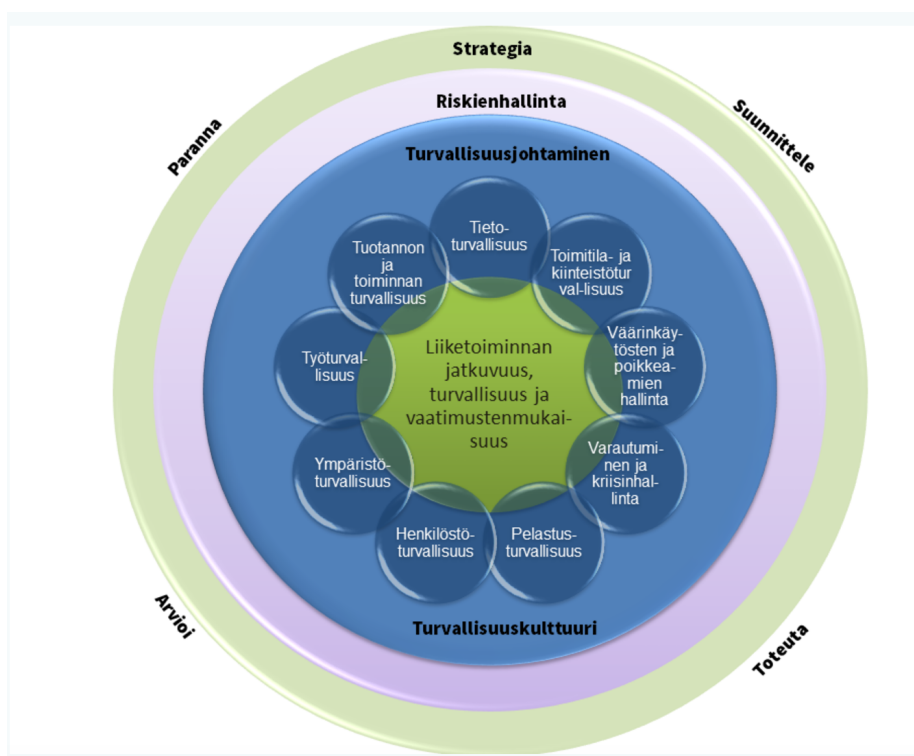 Strategia
Riskienhallinta
Turvallisuusjohtaminen
Paranna
Suunnittele
Tieto-
turvallisuus
Toimitila- ja
kiinteistötur
val-lisuus
Väärinkäy-
tösten ja
poikkea-
mien
hallinta
Varautumi-
nen ja
kriisinhal-
linta
Pelastus-
turvallisuus
Henkilöstö-
turvallisuus
Ympäristö-
turvallisuus
Työturval-
lisuus
Tuotannon
ja
toiminnan
turvallisuus
Liiketoiminnan
jatkuvuus,
turvallisuus ja
vaatimustenmukai-
suus
Turvallisuuskulttuuri
Arvioi
Toteuta